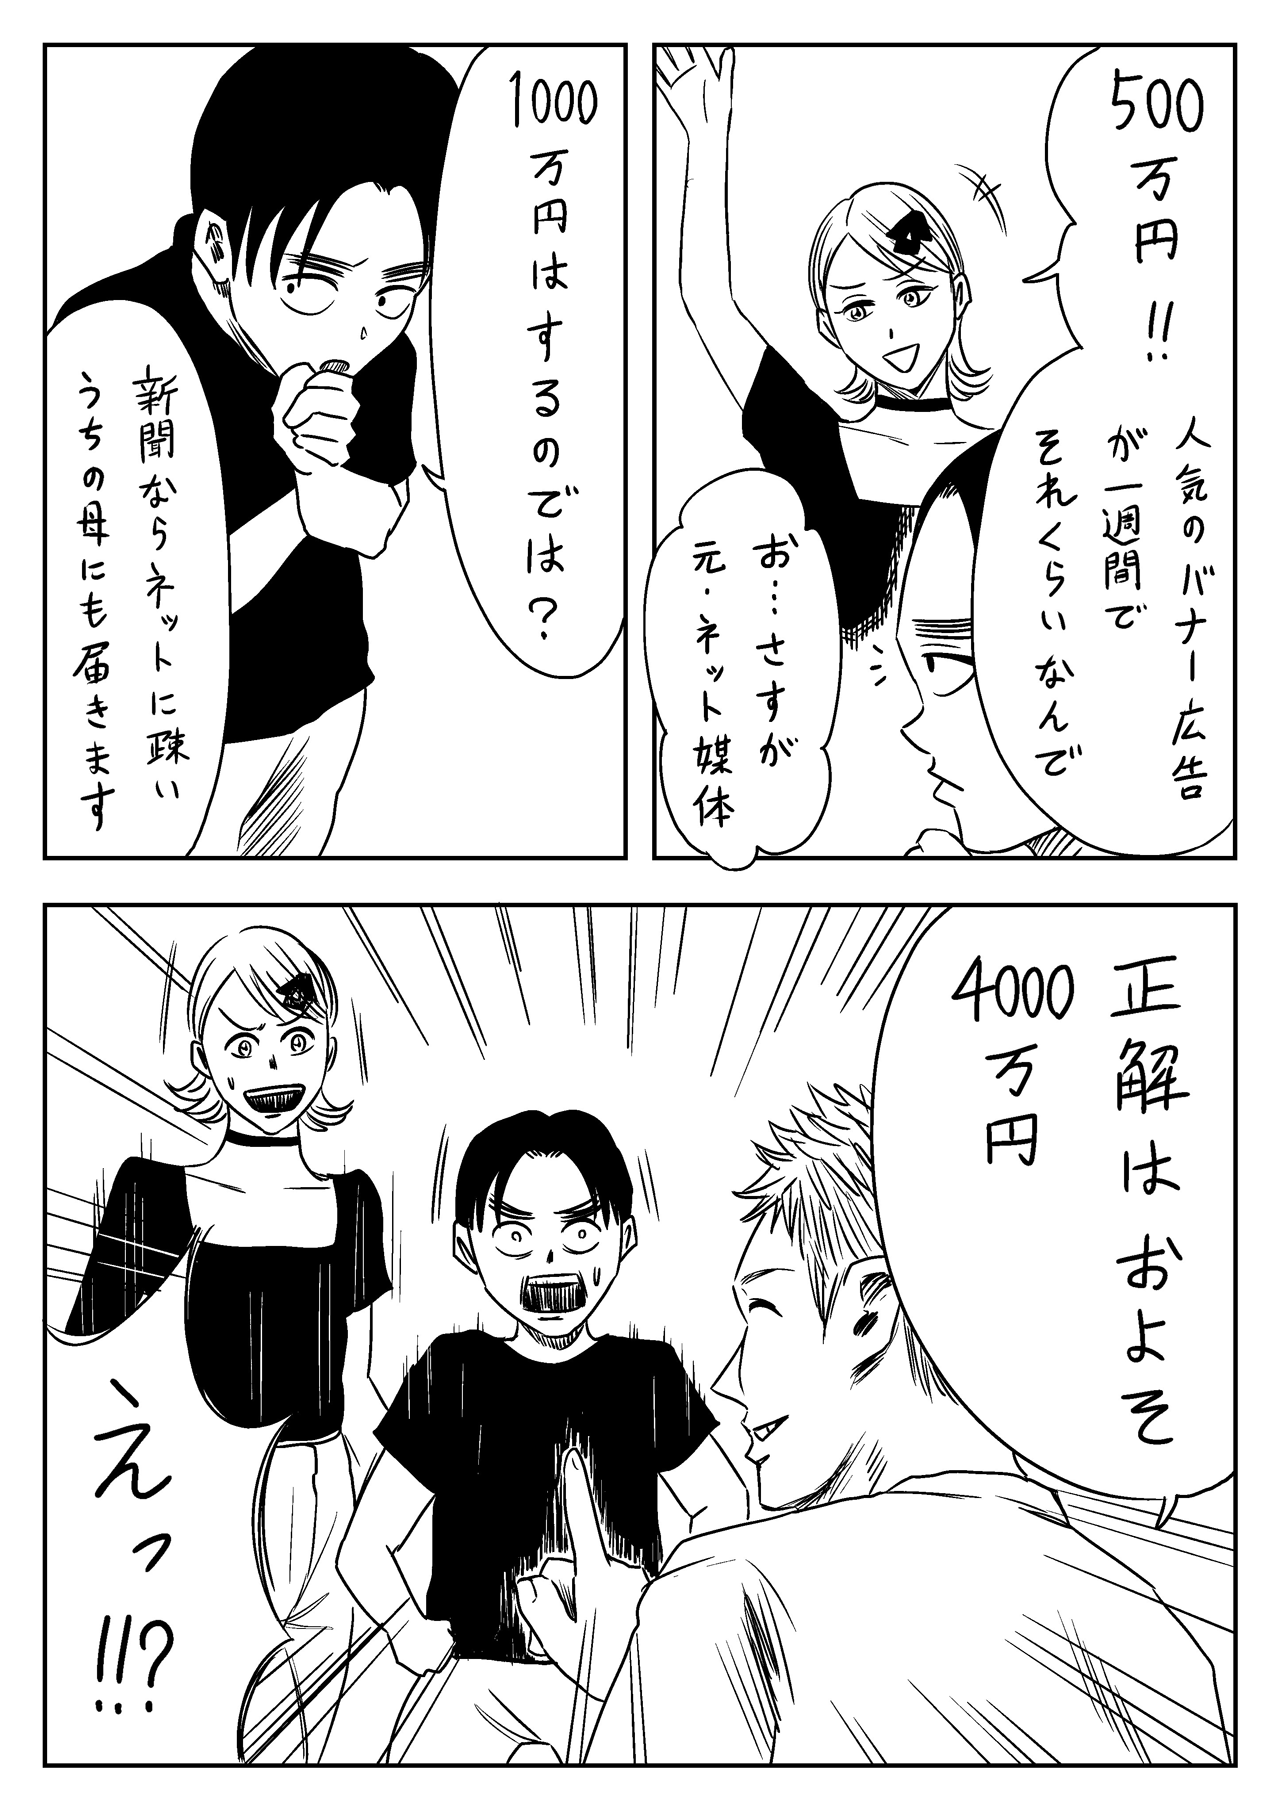 500
万円!!
人気のバナー広告
が一週間で
それくらいなんで
お…さすが
元・ネット媒体
1000
万円はするのでは?
新聞ならネットに疎い
うちの母にも届きます
正解はおよそ
4000
万円
えっ!!?